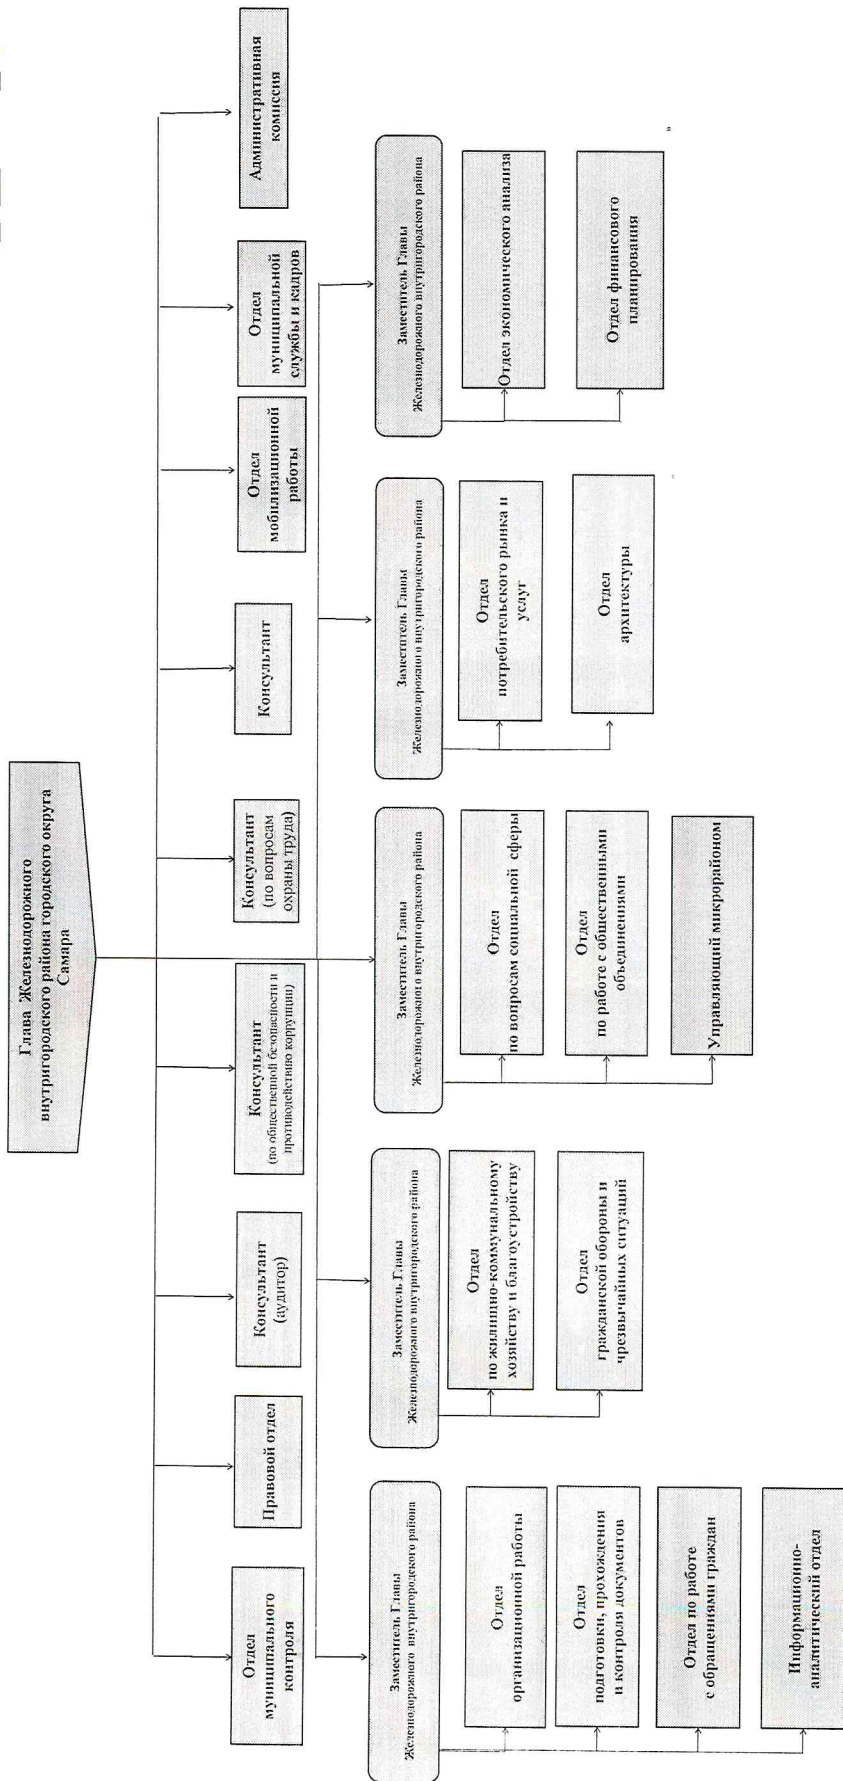 Глава Железнодорожного
внутригородского района городского округа
Самара
Отдел
муниципального
контроля
Правовой отдел
Консультант
(аудитор)
Консультант
(по общественной безопасности и
противодействию коррупции)
Консультант
(по вопросам
охраны труда)
Консультант
Отдел
мобилизационной
работы
Отдел
муниципальной
службы и кадров
Административная
комиссия
Заместитель Главы
Железнодорожного внутригородского района
Отдел
организационной работы
Отдел
подготовки, прохождения
и контроля документов
Отдел по работе
с обращениями граждан
Информационно-
аналитический отдел
Заместитель Главы
Железнодорожного внутригородского района
Отдел
по жилищно-коммунальному
хозяйству и благоустройству
Отдел
гражданской обороны и
чрезвычайных ситуаций
Заместитель Главы
Железнодорожного внутригородского района
Отдел
по вопросам социальной сферы
Отдел
по работе с общественными
объединениями
Управляющий микрорайоном
Заместитель Главы
Железнодорожного внутригородского района
Отдел
потребительского рынка и
услуг
Отдел
архитектуры
Заместитель Главы
Железнодорожного внутригородского района
Отдел экономического анализа
Отдел финансового
планирования